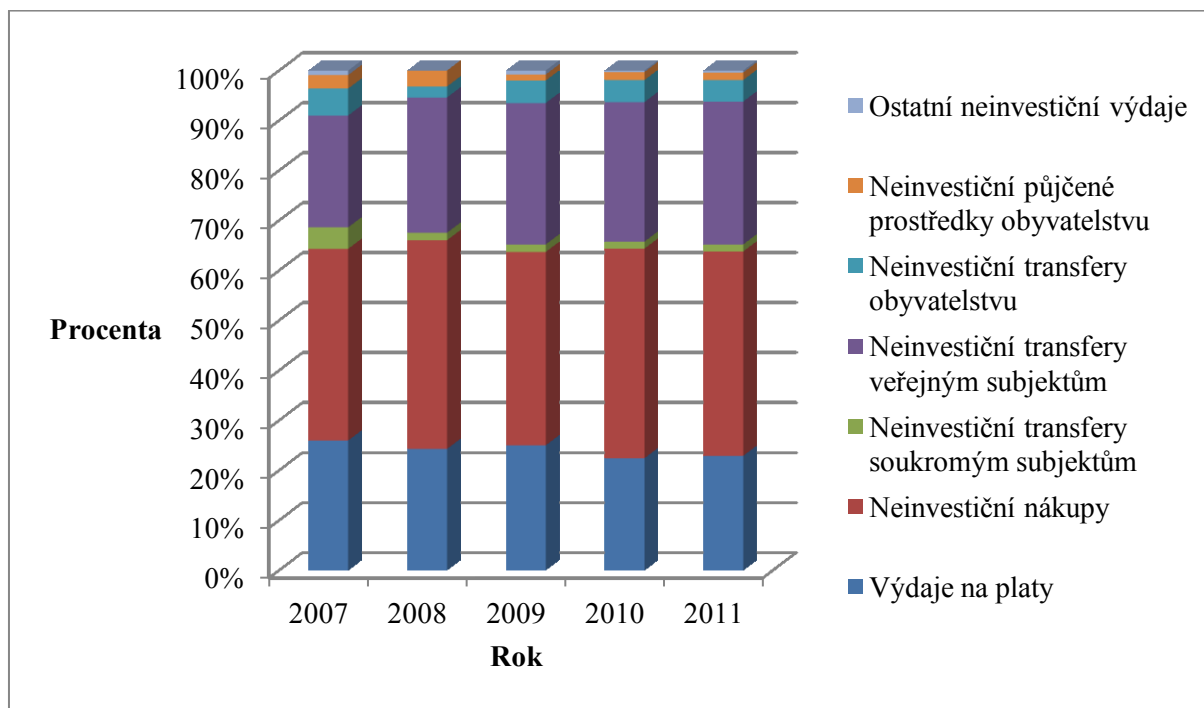 100%
90%
80%
70%
60%
50%
40%
30%
20%
10%
0%
Procenta
2007 2008 2009 2010 2011
Rok
Ostatní neinvestiční výdaje
Neinvestiční půjčené
prostředky obyvatelstvu
Neinvestiční transfery
obyvatelstvu
Neinvestiční transfery
veřejným subjektům
Neinvestiční transfery
soukromým subjektům
Neinvestiční nákupy
Výdaje na platy